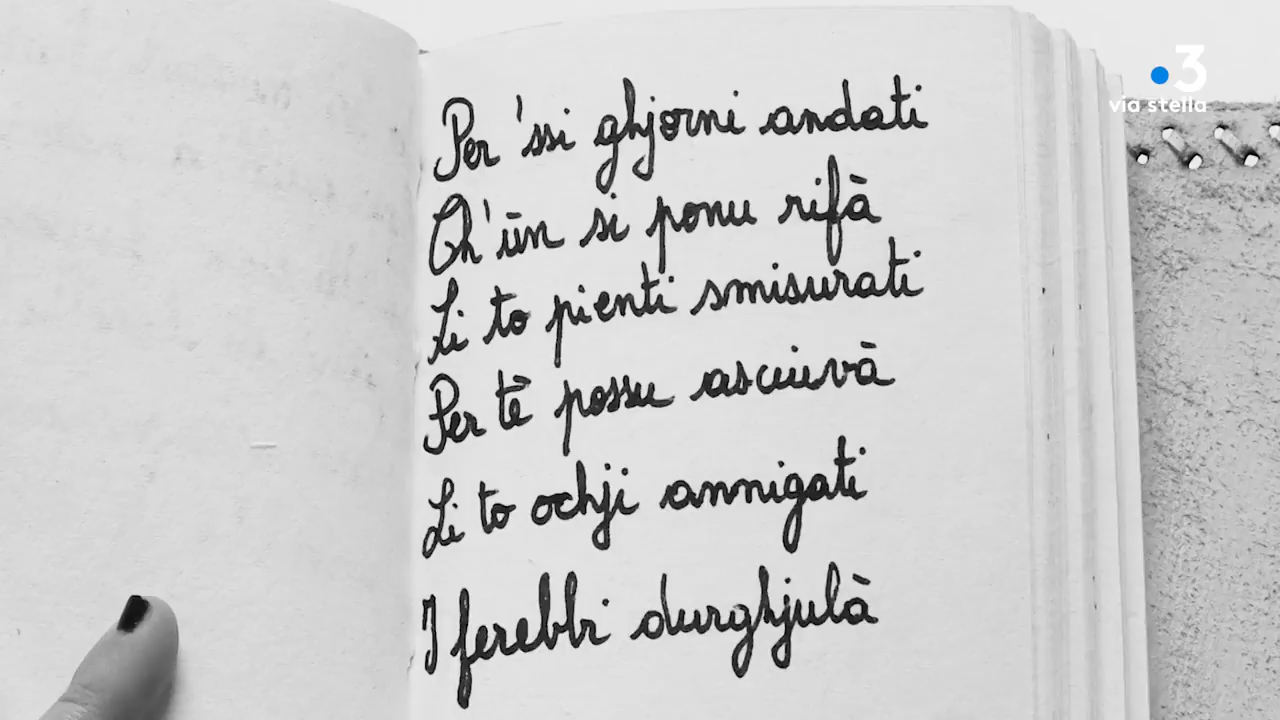 Per 'ssi ghjorni andati
Ch'ùn si ponu rifà
Li to pienti smisurati
Per tè possu asciuvà
Li to ochji annigati
I ferebbi durghjulà
3
via stella